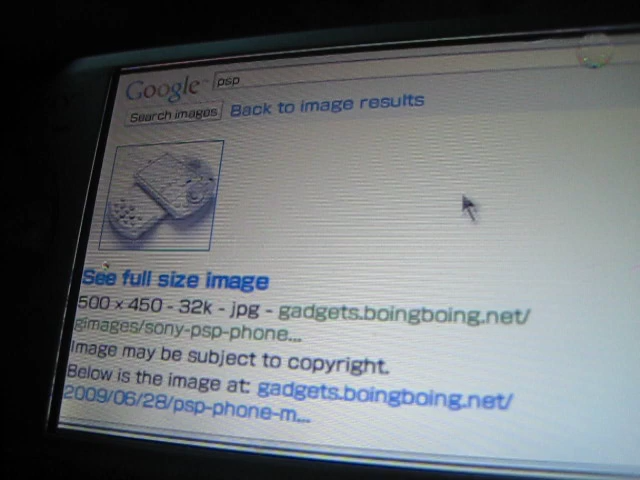 Google psp
Search images Back to image results
See full size image
500 × 450 - 32k - jpg - gadgets.boingboing.net/
gimages/sony-psp-phone...
Image may be subject to copyright.
Below is the image at: gadgets.boingboing.net/
2009/06/28/psp-phone-m...